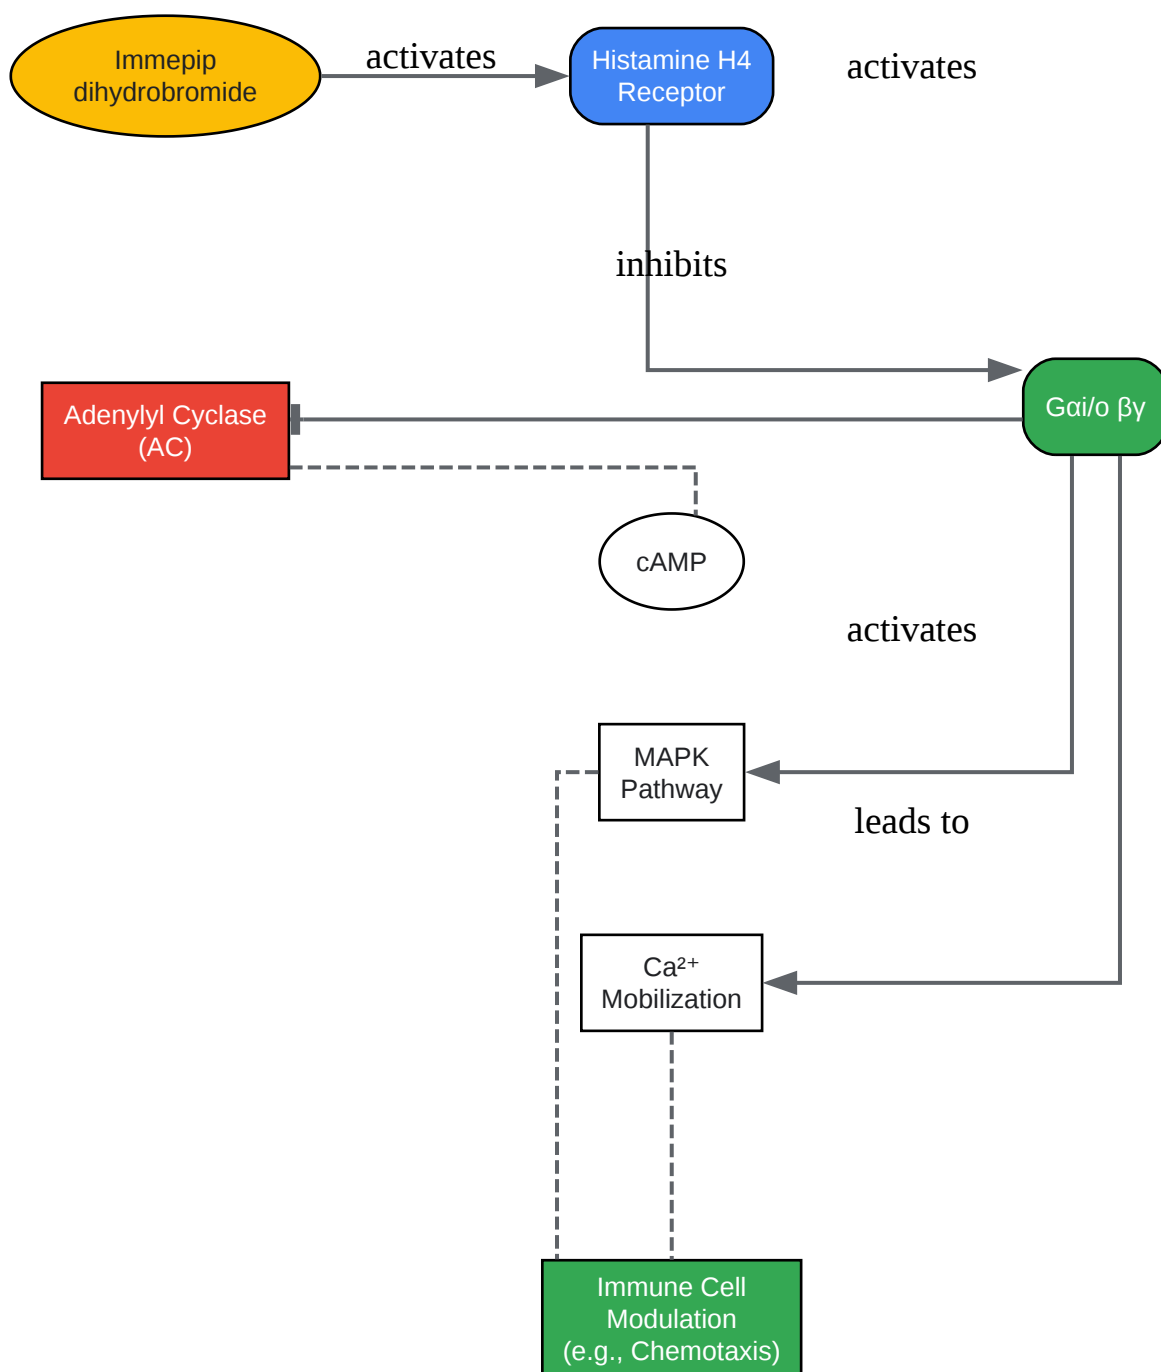 Immepip
dihydrobromide
activates
Histamine H4
Receptor
activates
inhibits
Adenylyl Cyclase
(AC)
Gαi/o βγ
cAMP
activates
MAPK
Pathway
leads to
Ca²⁺
Mobilization
Immune Cell
Modulation
(e.g., Chemotaxis)